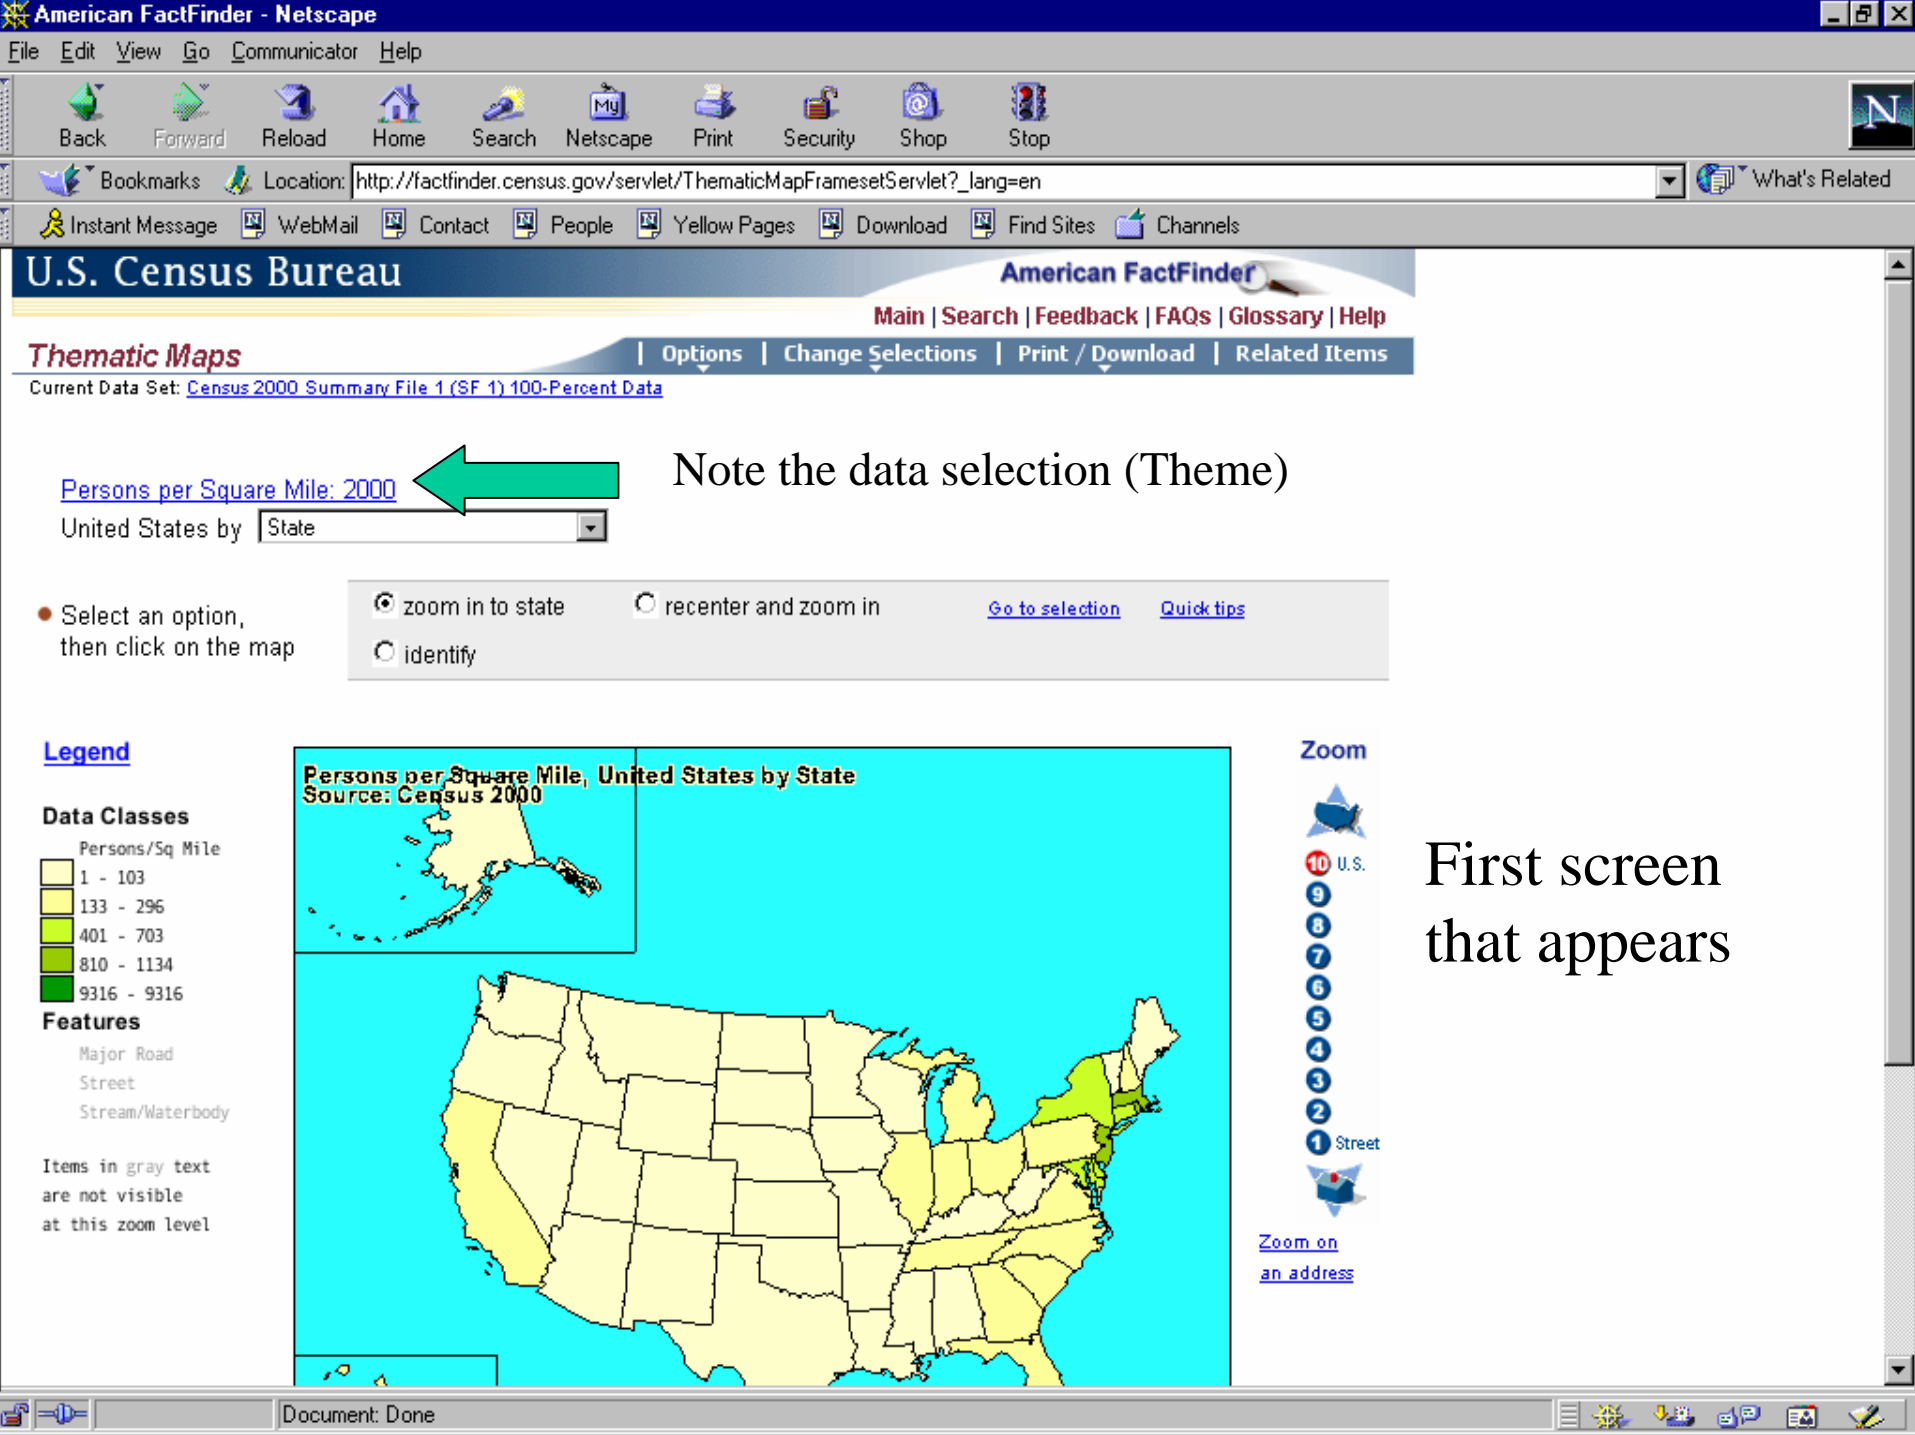 American FactFinder - Netscape
File Edit View Go Communicator Help
Back Forward Reload Home Search Netscape Print Security Shop Stop
My
N
Bookmarks Location: http://factfinder.census.gov/servlet/ThematicMapFramesetServlet?_lang=en What's Related
Instant Message WebMail Contact People Yellow Pages Download Find Sites Channels
U.S. Census Bureau American FactFinder
Main | Search | Feedback | FAQs | Glossary | Help
Thematic Maps | Options | Change Selections | Print / Download | Related Items
Current Data Set: Census 2000 Summary File 1 (SF 1) 100-Percent Data
Note the data selection (Theme)
Persons per Square Mile: 2000
United States by State
Select an option,
then click on the map
zoom in to state recenter and zoom in Go to selection Quick tips
identify
Legend
Data Classes
Persons/Sq Mile
1 - 103
133 - 296
401 - 703
810 - 1134
9316 - 9316
Features
Major Road
Street
Stream/Waterbody
Items in gray text
are not visible
at this zoom level
Persons per Square Mile, United States by State
Source: Census 2000
Zoom
10 U.S.
9
8
7
6
5
4
3
2
1 Street
Zoom on
an address
First screen
that appears
Document: Done